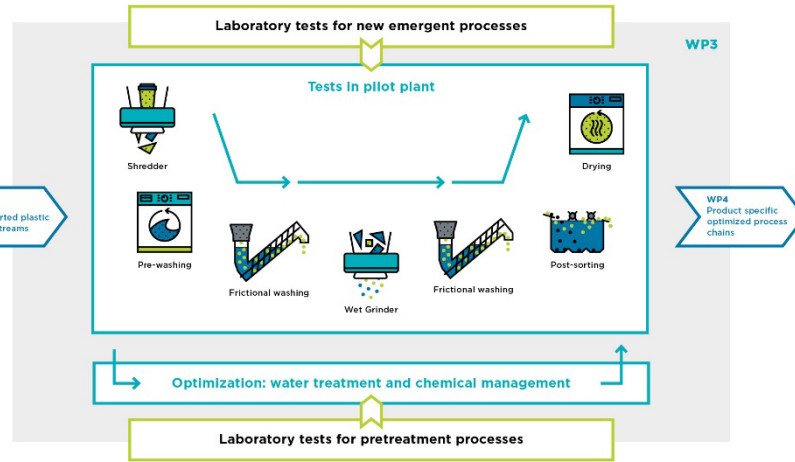 Laboratory tests for new emergent processes
WP3
Tests in pilot plant
Shredder
Drying
plastic
WP4
Product specific
optimized process
chains
Pre-washing
Frictional washing
Wet Grinder
Frictional washing
Post-sorting
Optimization: water treatment and chemical management
Laboratory tests for pretreatment processes